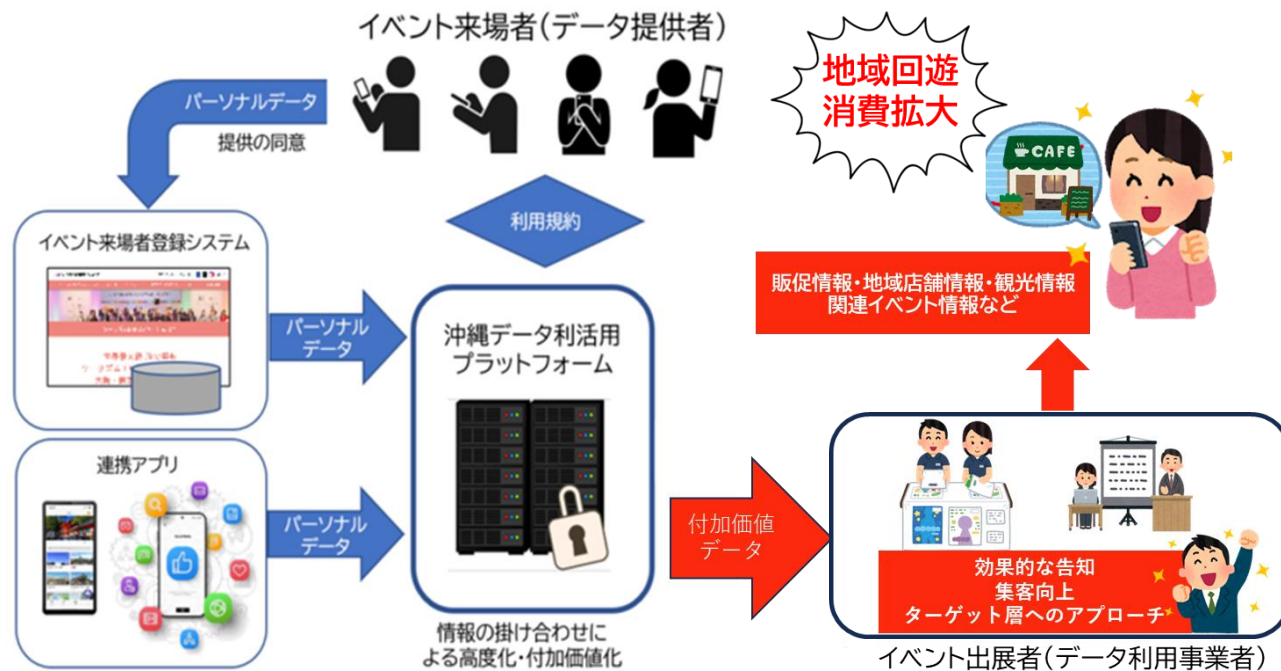 イベント来場者(データ提供者)
パーソナルデータ
提供の同意
利用規約
イベント来場者登録システム
パーソナル
データ
連携アプリ
パーソナル
データ
沖縄データ利活用
プラットフォーム
情報の掛け合わせに
よる高度化・付加価値化
付加価値
データ
地域回遊
消費拡大
CAFE
販促情報・地域店舗情報・観光情報
関連イベント情報など
効果的な告知
集客向上
ターゲット層へのアプローチ
イベント出展者(データ利用事業者)